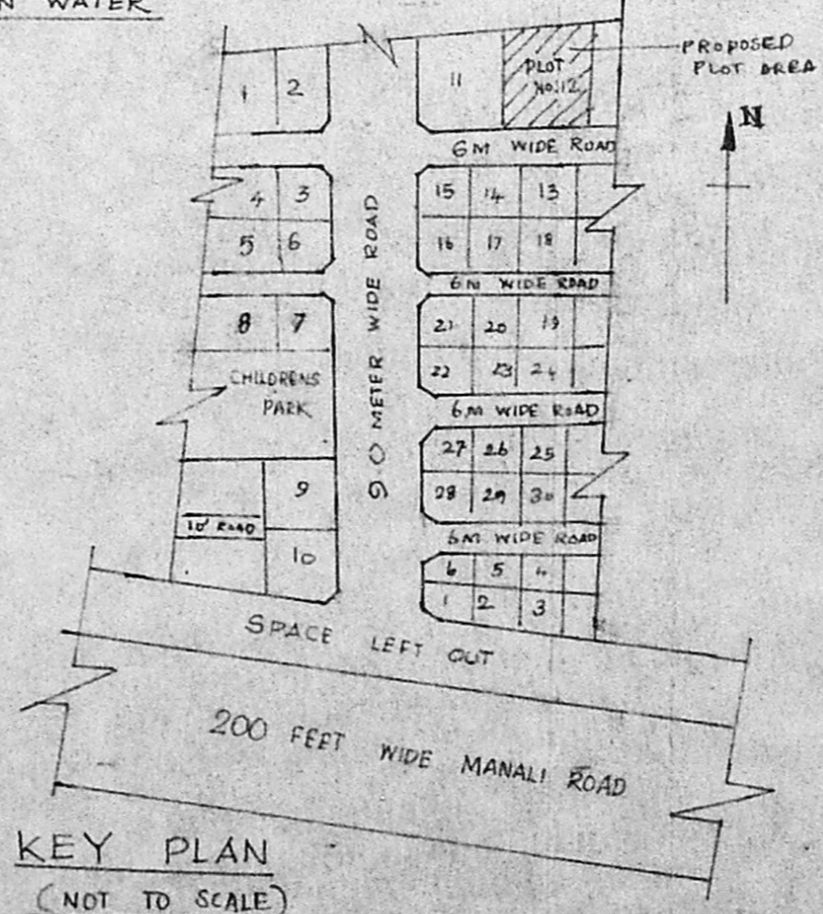 WATER
PROPOSED
PLOT AREA
N
1 2
11
PLOT
NO:12
6M WIDE ROAD
4 3
15 14 13
5 6
16 17 18
9.0 METER WIDE ROAD
6M WIDE ROAD
8 7
21 20 19
CHILDRENS
PARK
22 23 24
6M WIDE ROAD
27 26 25
9
28 29 30
10' ROAD
10
6M WIDE ROAD
6 5 4
1 2 3
SPACE LEFT OUT
200 FEET WIDE MANALI ROAD
KEY PLAN
(NOT TO SCALE)